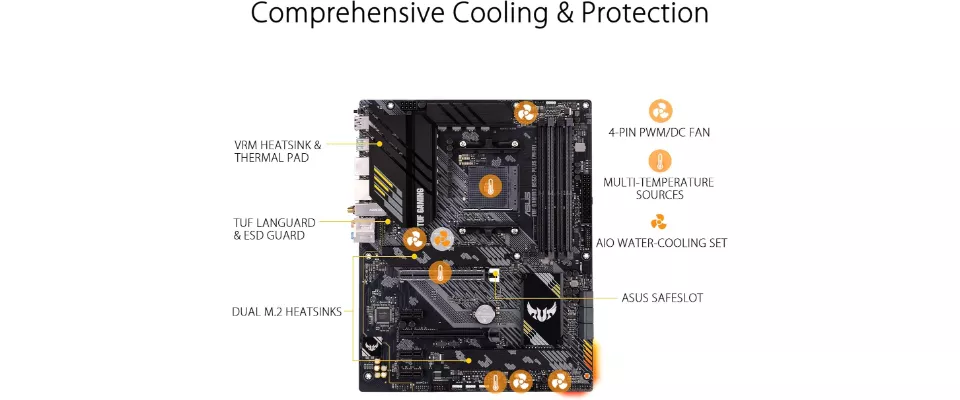 Comprehensive Cooling & Protection
4-PIN PWM/DC FAN
VRM HEATSINK &
THERMAL PAD
MULTI-TEMPERATURE
SOURCES
TUF LANGUARD
& ESD GUARD
AIO WATER-COOLING SET
ASUS SAFESLOT
DUAL M.2 HEATSINKS
TUF GAMING
ASUS